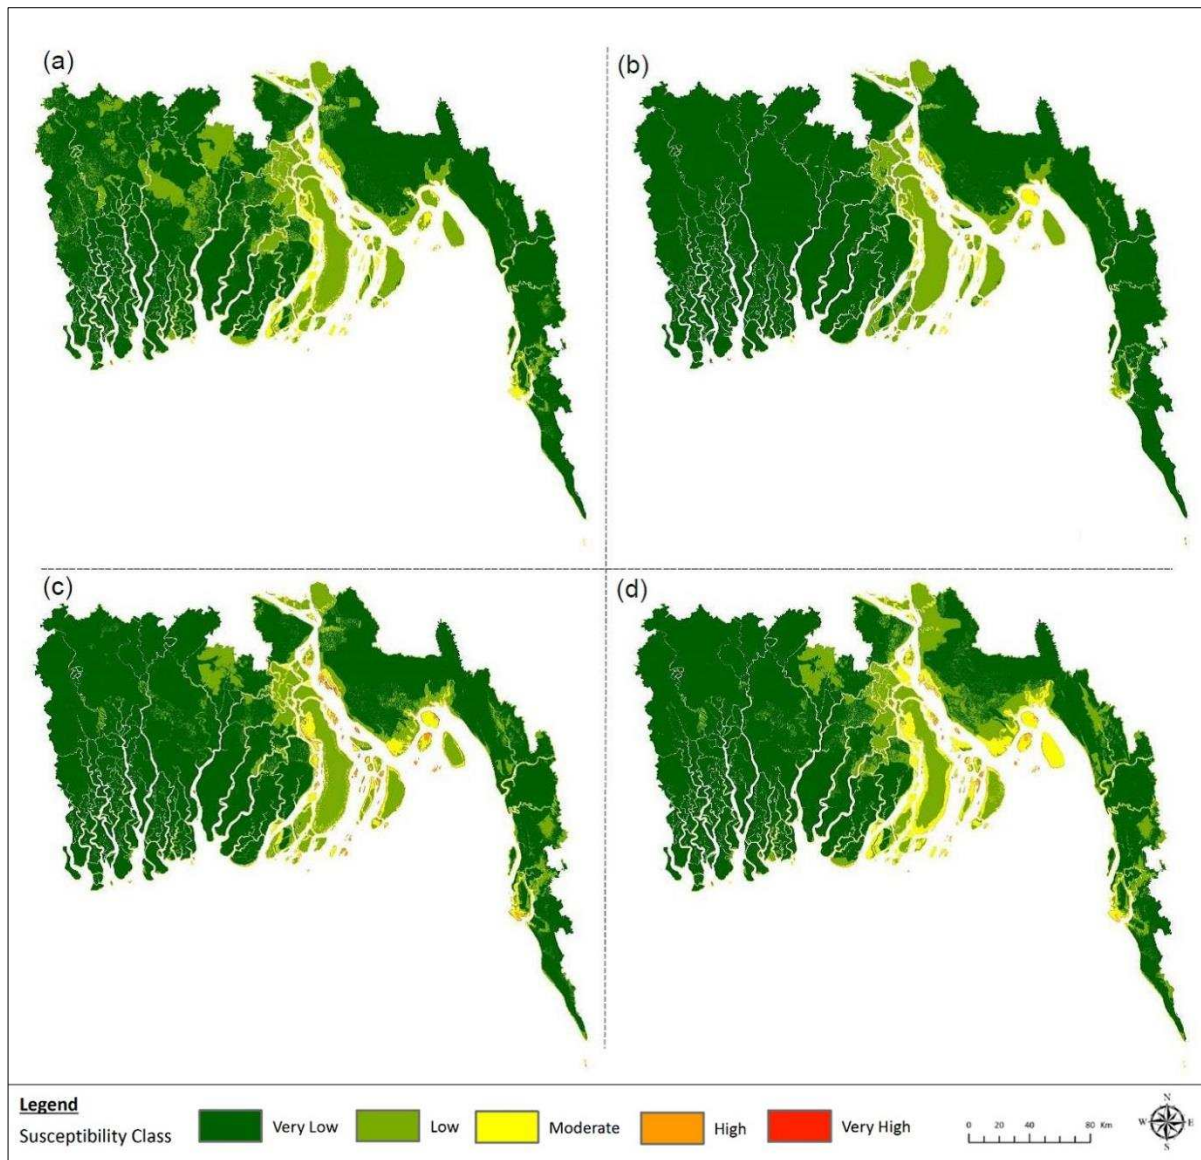 (a)
(b)
(c)
(d)
Legend
Susceptibility Class
Very Low
Low
Moderate
High
Very High
0 20 40 80 Km
N
W E
S